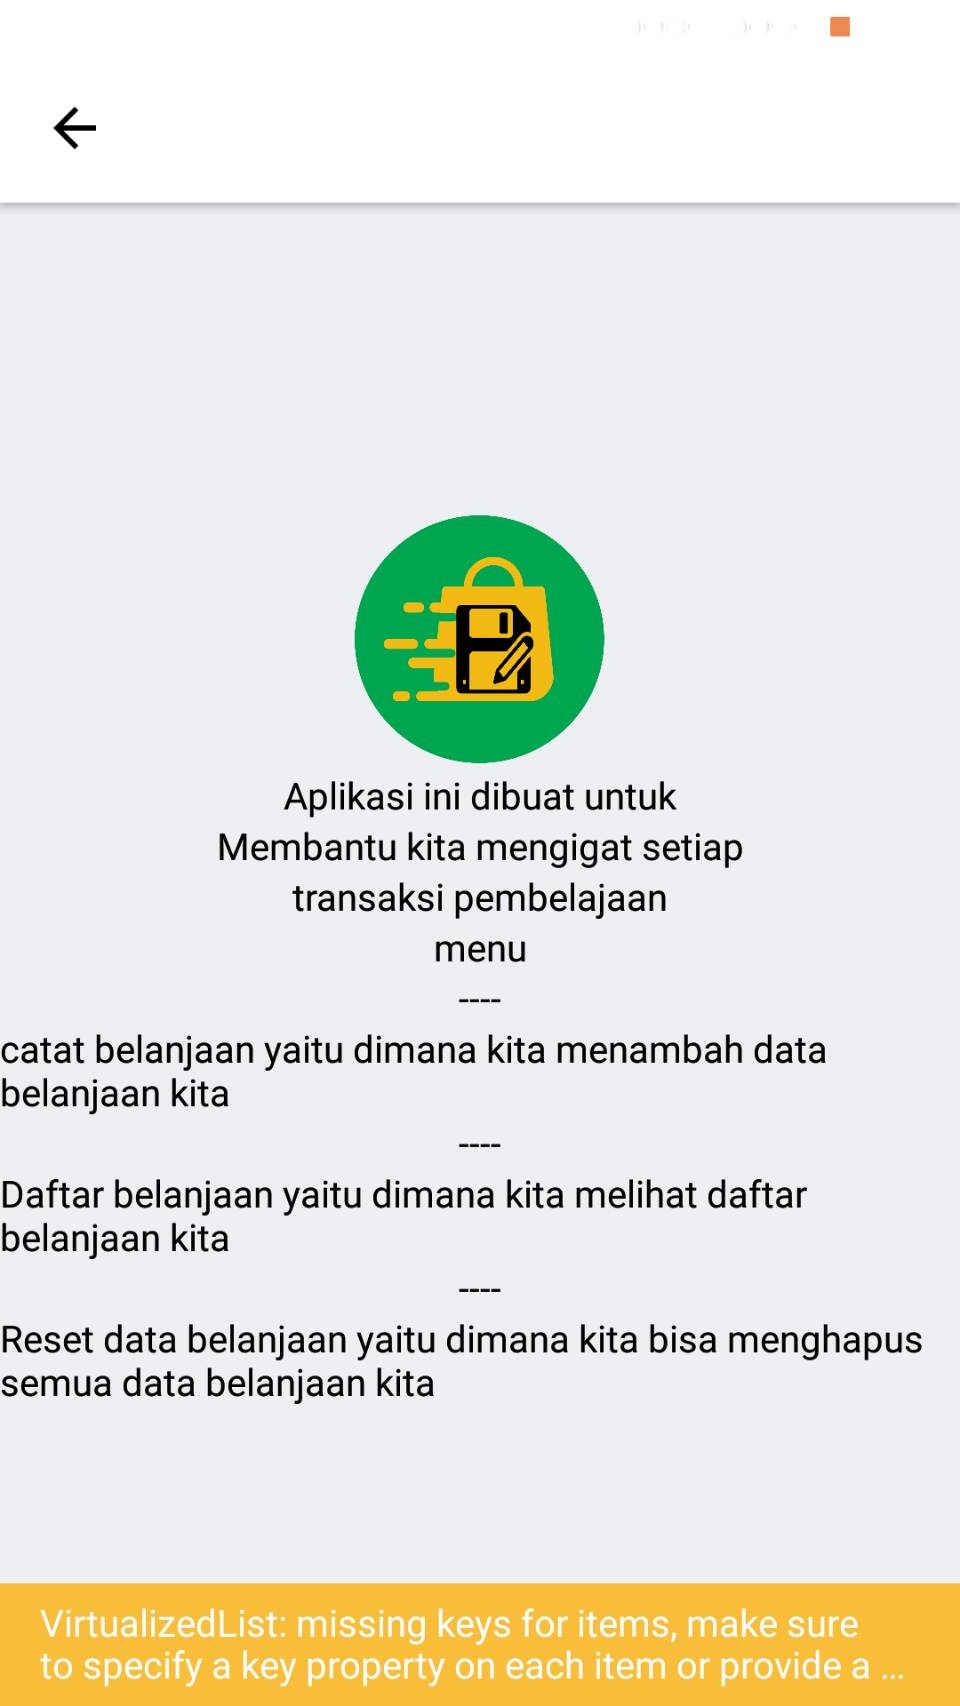 Aplikasi ini dibuat untuk
Membantu kita mengigat setiap
transaksi pembelajaan
menu
----
catat belanjaan yaitu dimana kita menambah data
belanjaan kita
----
Daftar belanjaan yaitu dimana kita melihat daftar
belanjaan kita
----
Reset data belanjaan yaitu dimana kita bisa menghapus
semua data belanjaan kita
VirtualizedList: missing keys for items, make sure
to specify a key property on each item or provide a ...